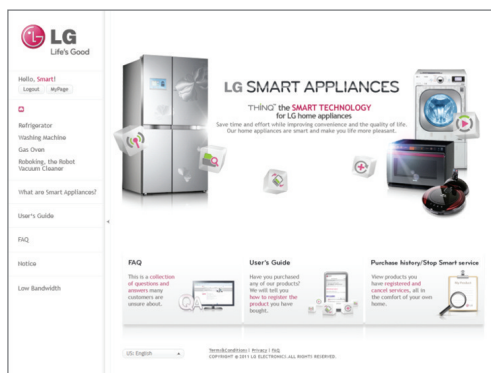 LG
Life's Good
Hello, Smart!
Logout MyPage
Refrigerator
Washing Machine
Gas Oven
Roboking, the Robot
Vacuum Cleaner
What are Smart Appliances?
User's Guide
FAQ
Notice
Low Bandwidth
LG SMART APPLIANCES
THINQ™ the SMART TECHNOLOGY
for LG home appliances
Save time and effort while improving convenience and the quality of life.
Our home appliances are smart and make you life more pleasant.
FAQ
This is a collection
of questions and
answers many
customers are
unsure about.
QA
User's Guide
Have you purchased
any of our products?
We will tell you
how to register the
product you have
bought.
Purchase history/Stop Smart service
View products you
have registered and
cancel services, all in
the comfort of your own
home.
US: English
Terms&Conditions | Privacy | FAQ
COPYRIGHT © 2011 LG ELECTRONICS. ALL RIGHTS RESERVED.